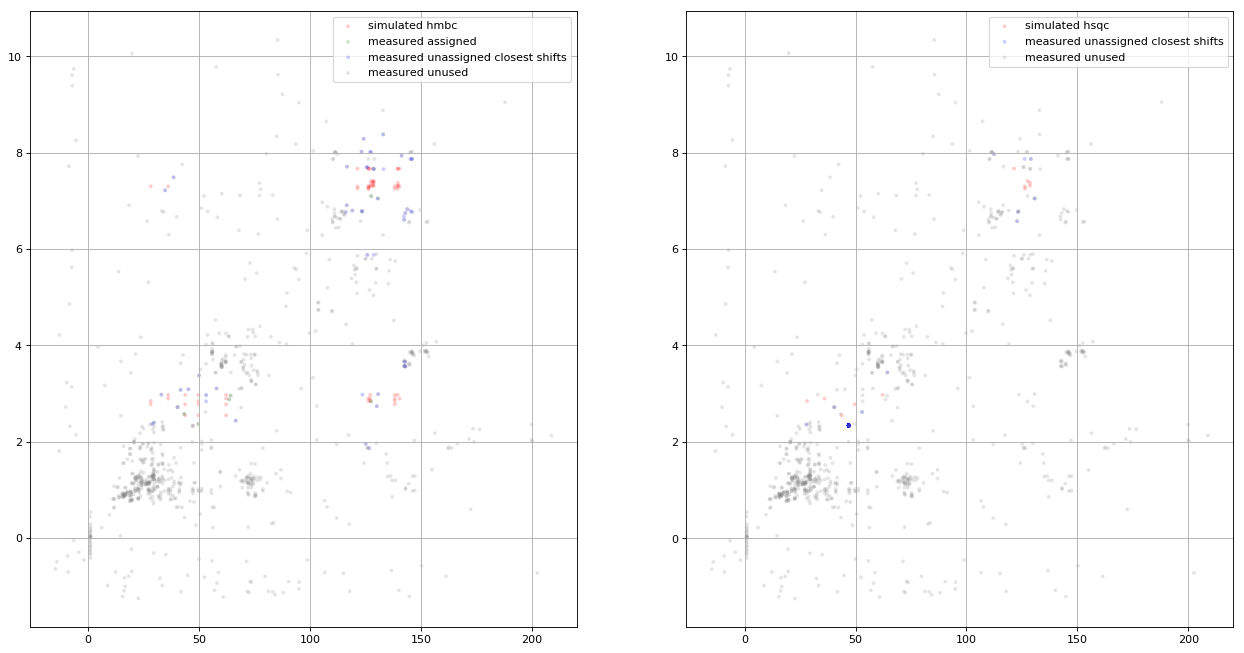 simulated hmbc
measured assigned
measured unassigned closest shifts
measured unused
10
8
6
4
2
0
0 50 100 150 200
simulated hsqc
measured unassigned closest shifts
measured unused
10
8
6
4
2
0
0 50 100 150 200